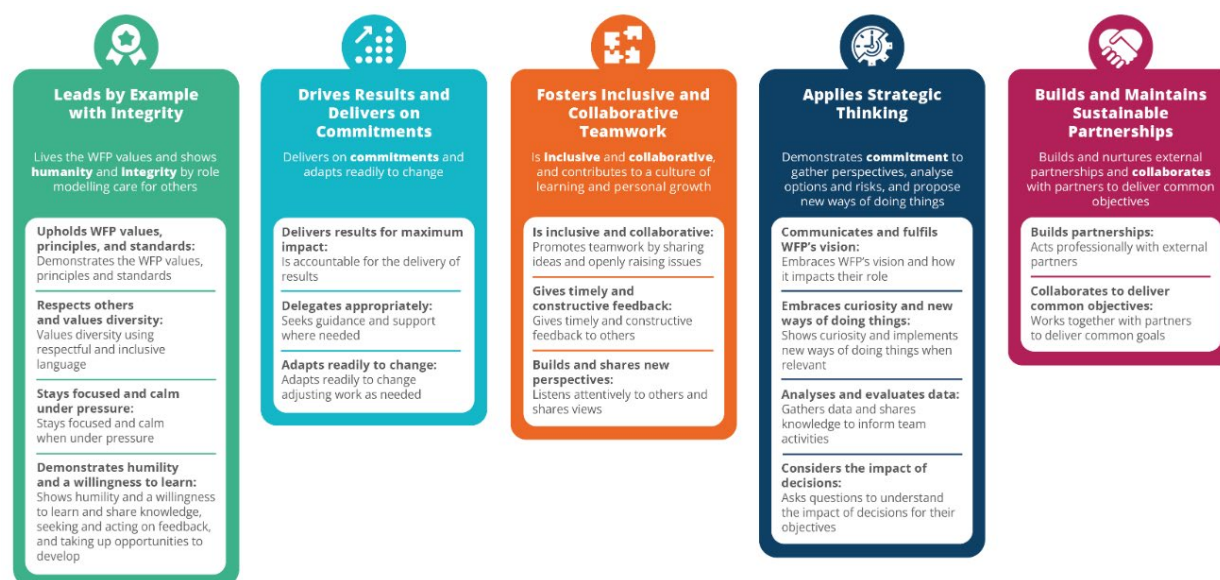 Leads by Example
with Integrity
Lives the WFP values and shows
humanity and integrity by role
modelling care for others
Upholds WFP values,
principles, and standards:
Demonstrates the WFP values,
principles and standards
Respects others
and values diversity:
Values diversity using
respectful and inclusive
language
Stays focused and calm
under pressure:
Stays focused and calm
when under pressure
Demonstrates humility
and a willingness to learn:
Shows humility and a willingness
to learn and share knowledge,
seeking and acting on feedback,
and taking up opportunities to
develop
Drives Results and
Delivers on
Commitments
Delivers on commitments and
adapts readily to change
Delivers results for maximum
impact:
Is accountable for the delivery of
results
Delegates appropriately:
Seeks guidance and support
where needed
Adapts readily to change:
Adapts readily to change
adjusting work as needed
Fosters Inclusive and
Collaborative
Teamwork
Is inclusive and collaborative,
and contributes to a culture of
learning and personal growth
Is inclusive and collaborative:
Promotes teamwork by sharing
ideas and openly raising issues
Gives timely and
constructive feedback:
Gives timely and constructive
feedback to others
Builds and shares new
perspectives:
Listens attentively to others and
shares views
Applies Strategic
Thinking
Demonstrates commitment to
gather perspectives, analyse
options and risks, and propose
new ways of doing things
Communicates and fulfils
WFP's vision:
Embraces WFP's vision and how
it impacts their role
Embraces curiosity and new
ways of doing things:
Shows curiosity and implements
new ways of doing things when
relevant
Analyses and evaluates data:
Gathers data and shares
knowledge to inform team
activities
Considers the impact of
decisions:
Asks questions to understand
the impact of decisions for their
objectives
Builds and Maintains
Sustainable
Partnerships
Builds and nurtures external
partnerships and collaborates
with partners to deliver common
objectives
Builds partnerships:
Acts professionally with external
partners
Collaborates to deliver
common objectives:
Works together with partners
to deliver common goals